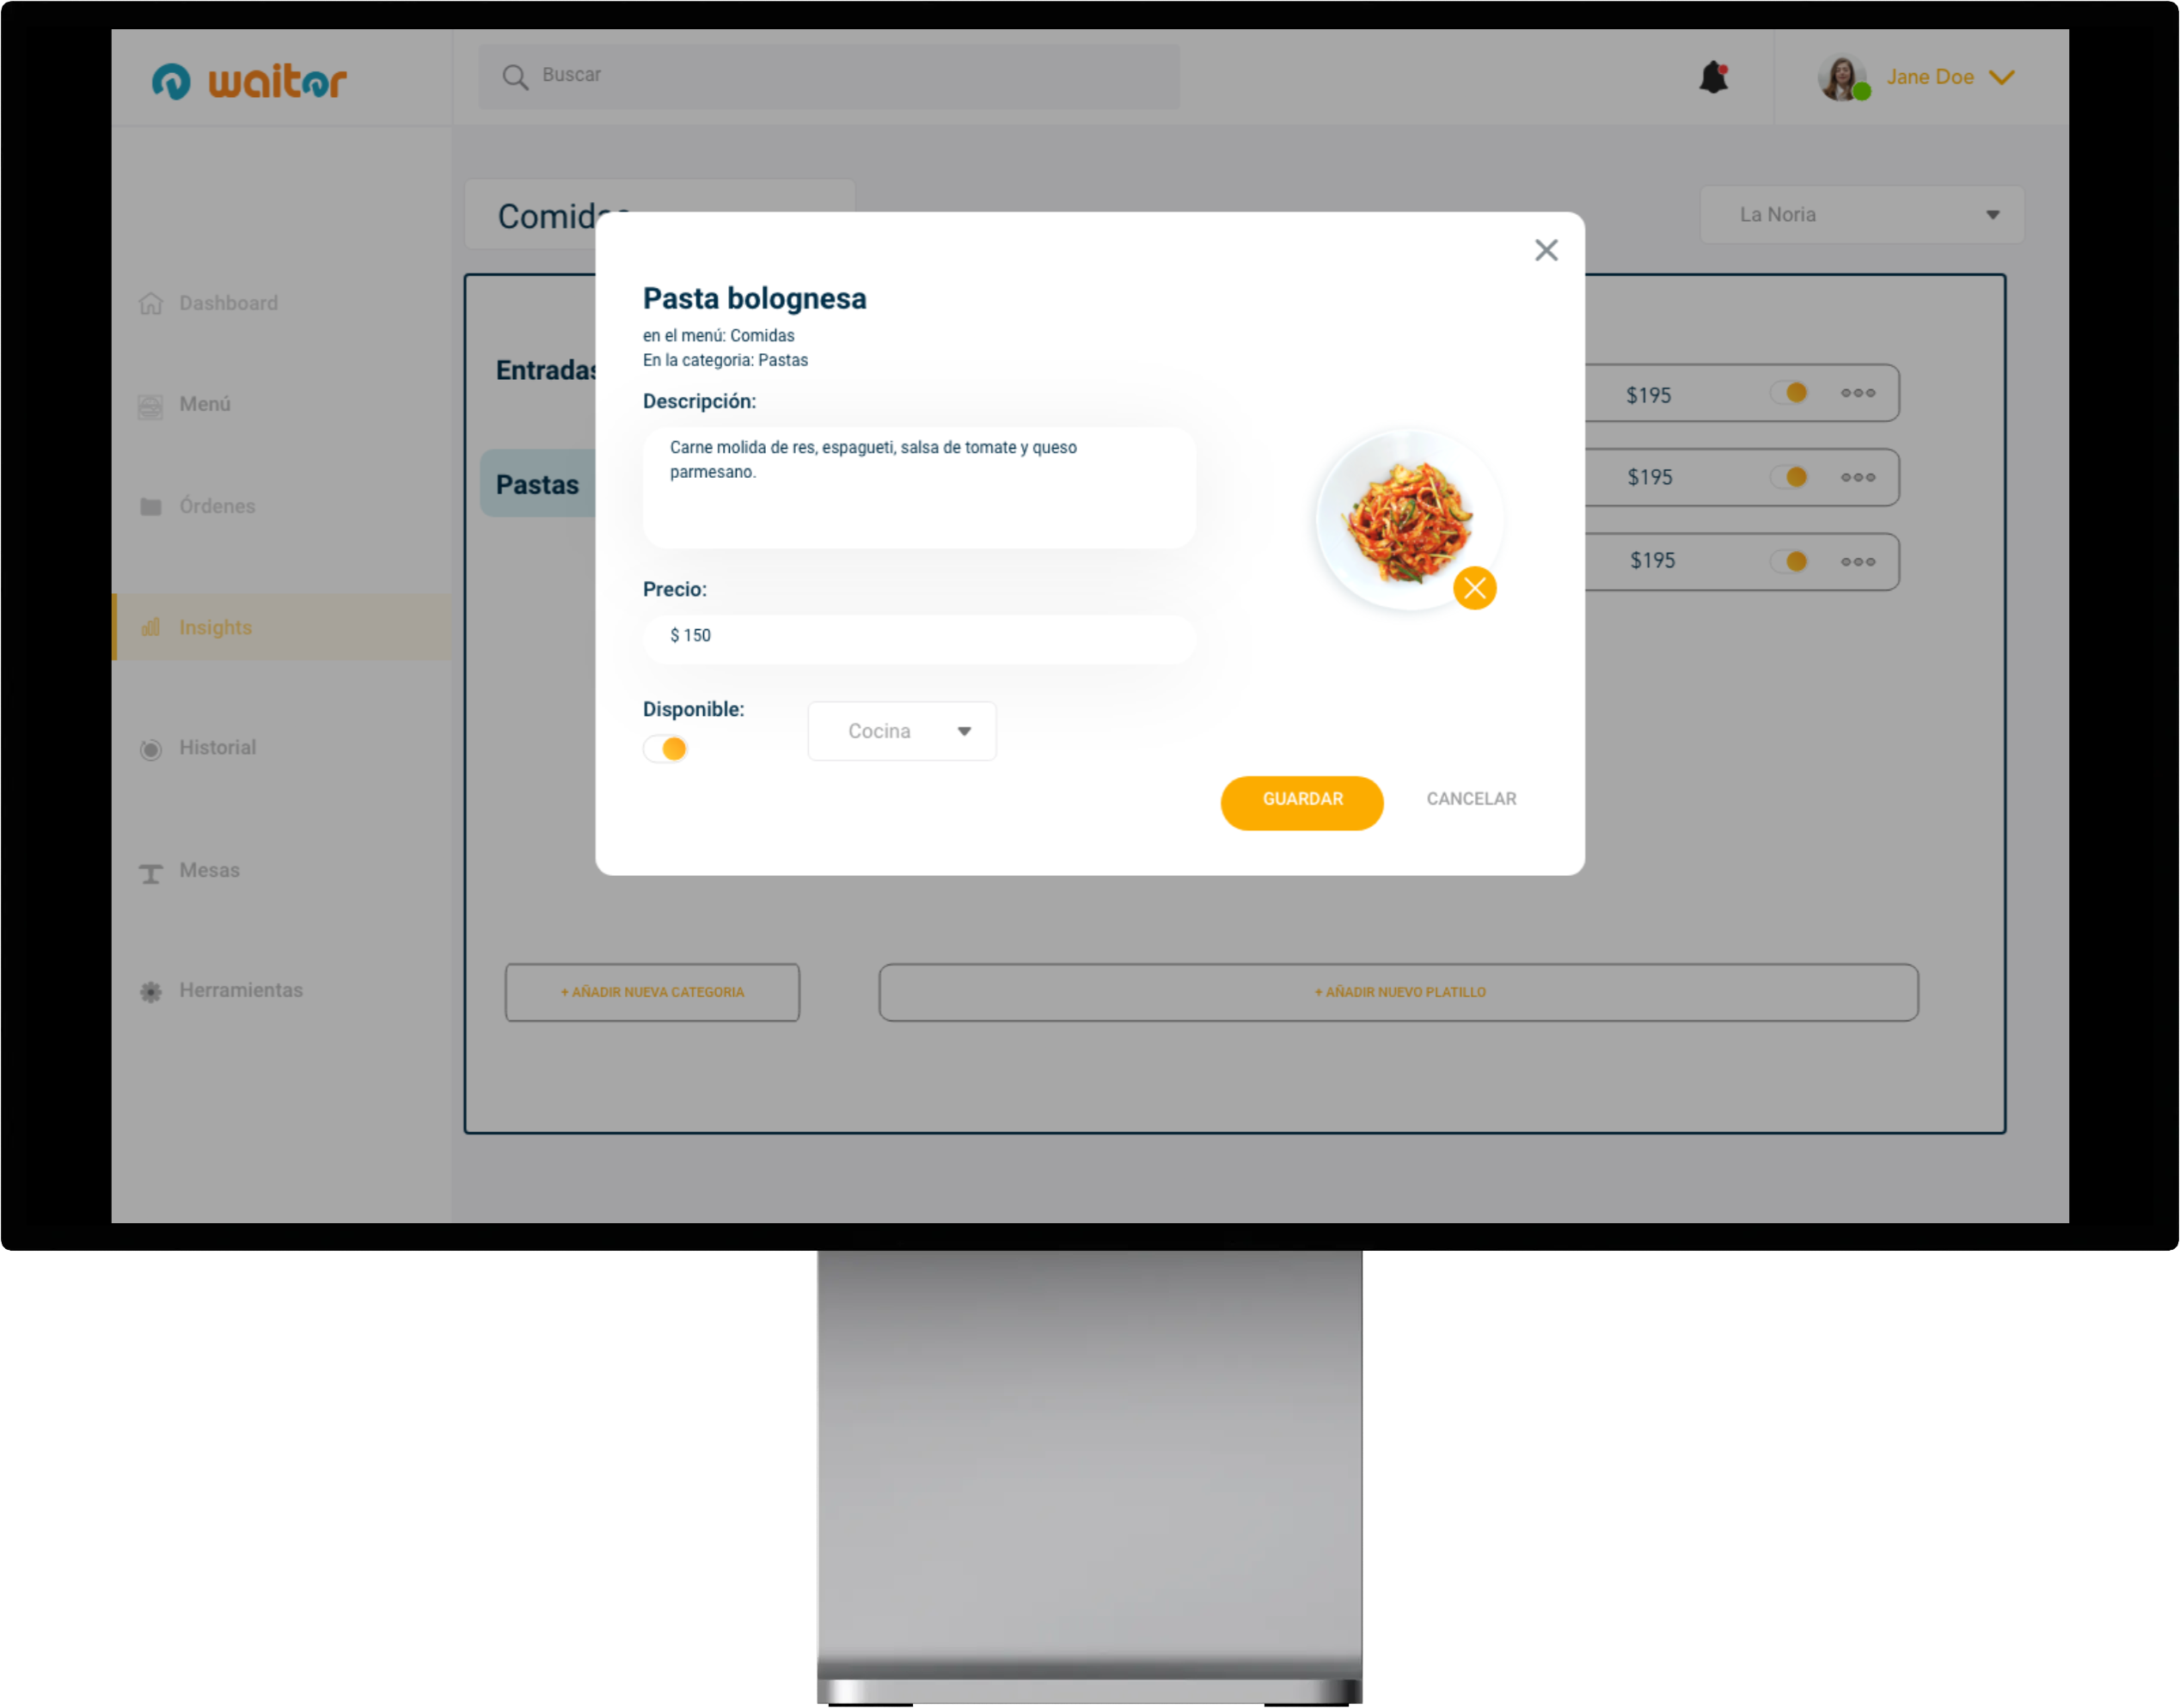 waitor
Buscar
Jane Doe
La Noria
Dashboard
Menú
Órdenes
Insights
Historial
Mesas
Herramientas
Entradas
Pastas
Pasta bolognesa
en el menú: Comidas
En la categoria: Pastas
Descripción:
Carne molida de res, espagueti, salsa de tomate y queso
parmesano.
Precio:
$ 150
Disponible:
Cocina
GUARDAR
CANCELAR
$195
$195
$195
+ AÑADIR NUEVA CATEGORIA
+ AÑADIR NUEVO PLATILLO